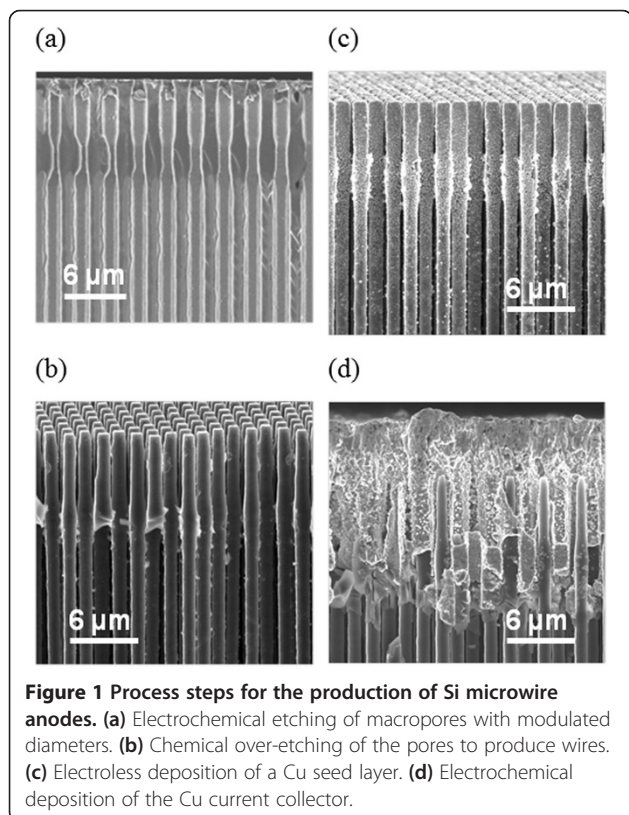 (a)
(c)
6 µm
6 µm
(b)
(d)
6 µm
6 µm
Figure 1 Process steps for the production of Si microwire
anodes. (a) Electrochemical etching of macropores with modulated
diameters. (b) Chemical over-etching of the pores to produce wires.
(c) Electroless deposition of a Cu seed layer. (d) Electrochemical
deposition of the Cu current collector.